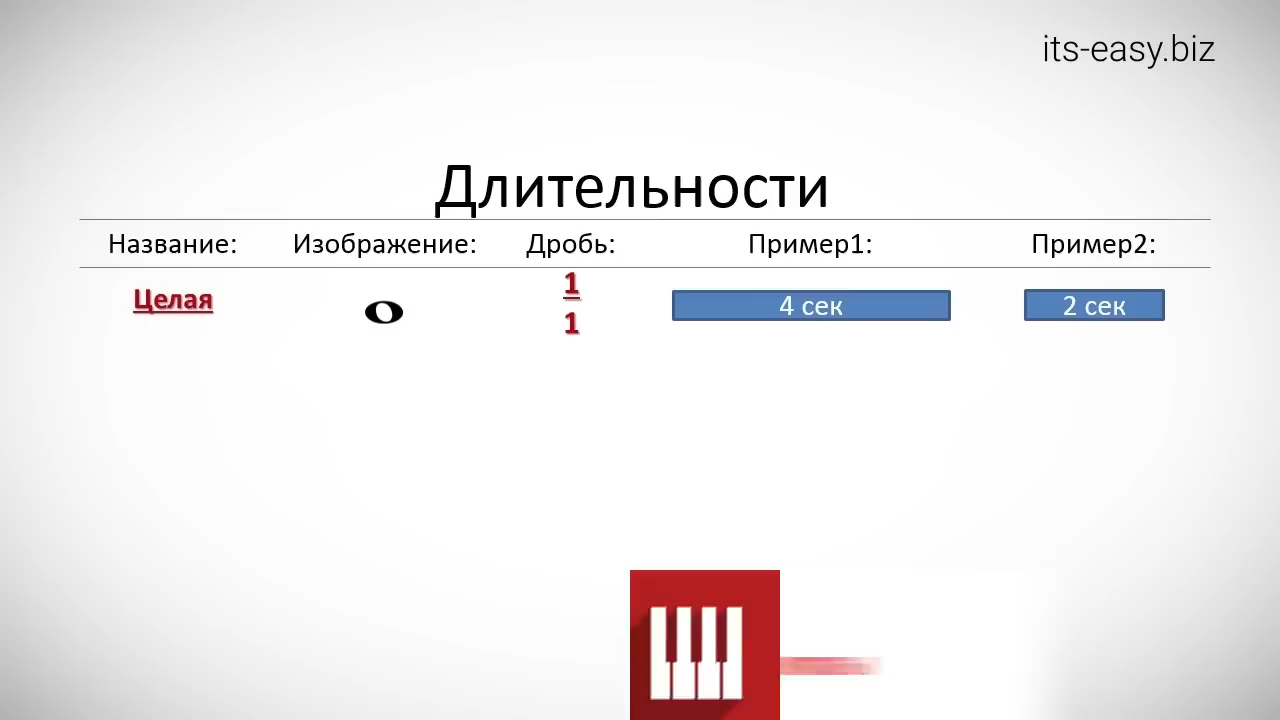 its-easy.biz
Длительности
Название: Изображение: Дробь: Пример1: Пример2:
Целая 1 4 сек 2 сек
1